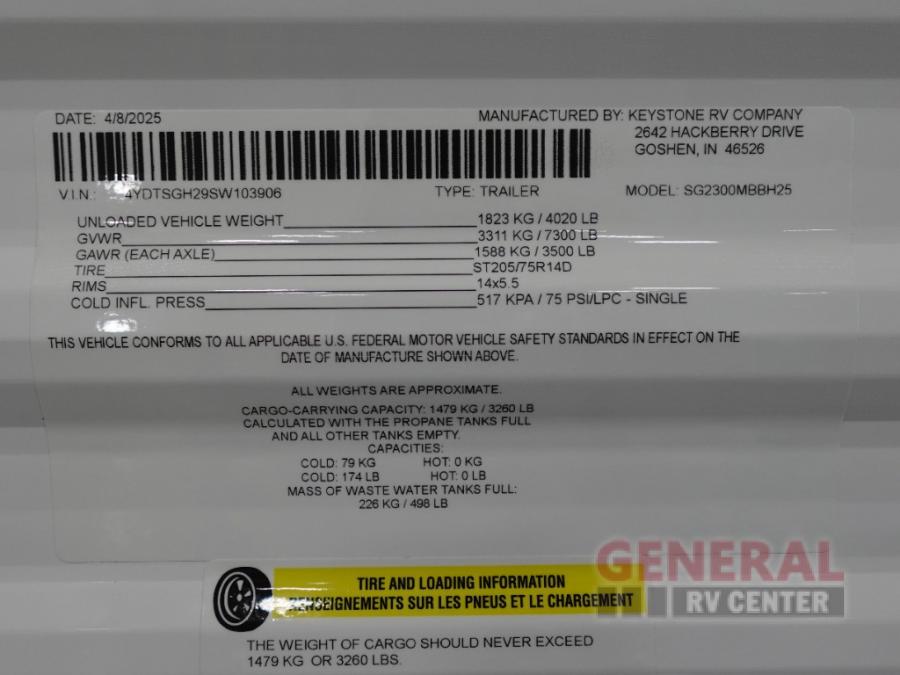 DATE: 4/8/2025 MANUFACTURED BY: KEYSTONE RV COMPANY
2642 HACKBERRY DRIVE
GOSHEN, IN 46526
V.I.N.: 4YDTSGH29SW103906 TYPE: TRAILER MODEL: SG2300MBBH25
UNLOADED VEHICLE WEIGHT 1823 KG / 4020 LB
GVWR 3311 KG / 7300 LB
GAWR (EACH AXLE) 1588 KG / 3500 LB
TIRE ST205/75R14D
RIMS 14x5.5
COLD INFL. PRESS 517 KPA / 75 PSI/LPC - SINGLE
THIS VEHICLE CONFORMS TO ALL APPLICABLE U.S. FEDERAL MOTOR VEHICLE SAFETY STANDARDS IN EFFECT ON THE
DATE OF MANUFACTURE SHOWN ABOVE.
ALL WEIGHTS ARE APPROXIMATE.
CARGO-CARRYING CAPACITY: 1479 KG / 3260 LB
CALCULATED WITH THE PROPANE TANKS FULL
AND ALL OTHER TANKS EMPTY.
CAPACITIES:
COLD: 79 KG HOT: 0 KG
COLD: 174 LB HOT: 0 LB
MASS OF WASTE WATER TANKS FULL:
226 KG / 498 LB
TIRE AND LOADING INFORMATION
RENSEIGNEMENTS SUR LES PNEUS ET LE CHARGEMENT
THE WEIGHT OF CARGO SHOULD NEVER EXCEED
1479 KG OR 3260 LBS.
GENERAL
RV CENTER